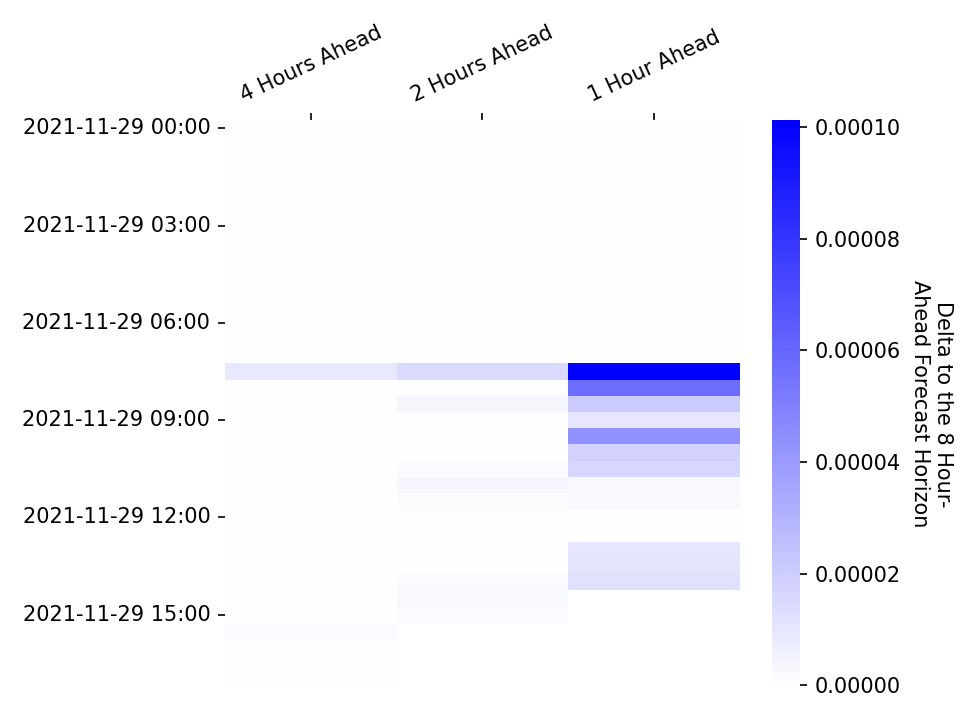 4 Hours Ahead
2 Hours Ahead
1 Hour Ahead
2021-11-29 00:00
2021-11-29 03:00
2021-11-29 06:00
2021-11-29 09:00
2021-11-29 12:00
2021-11-29 15:00
0.00010
0.00008
0.00006
0.00004
0.00002
0.00000
Delta to the 8 Hour-
Ahead Forecast Horizon